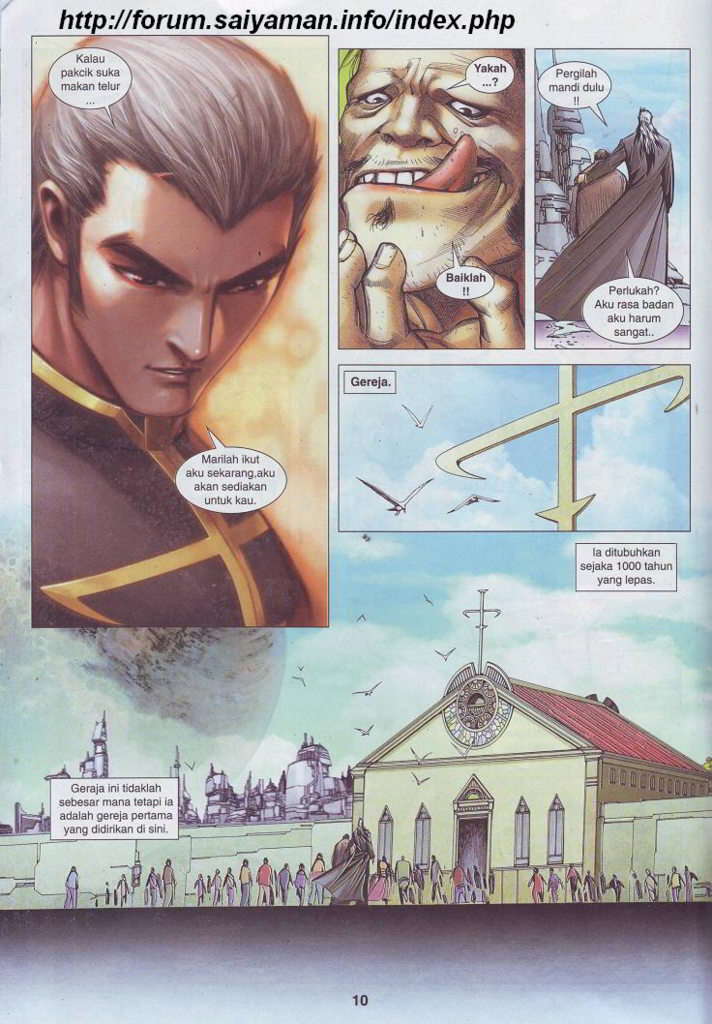 http://forum.saiyaman.info/index.php
Kalau
pakcik suka
makan telur
...
Marilah ikut
aku sekarang,aku
akan sediakan
untuk kau.
Yakah
...?
Baiklah
!!
Pergilah
mandi dulu
!!
Perlukah?
Aku rasa badan
aku harum
sangat..
Gereja.
Ia ditubuhkan
sejaka 1000 tahun
yang lepas.
Geraja ini tidaklah
sebesar mana tetapi ia
adalah gereja pertama
yang didirikan di sini.
10